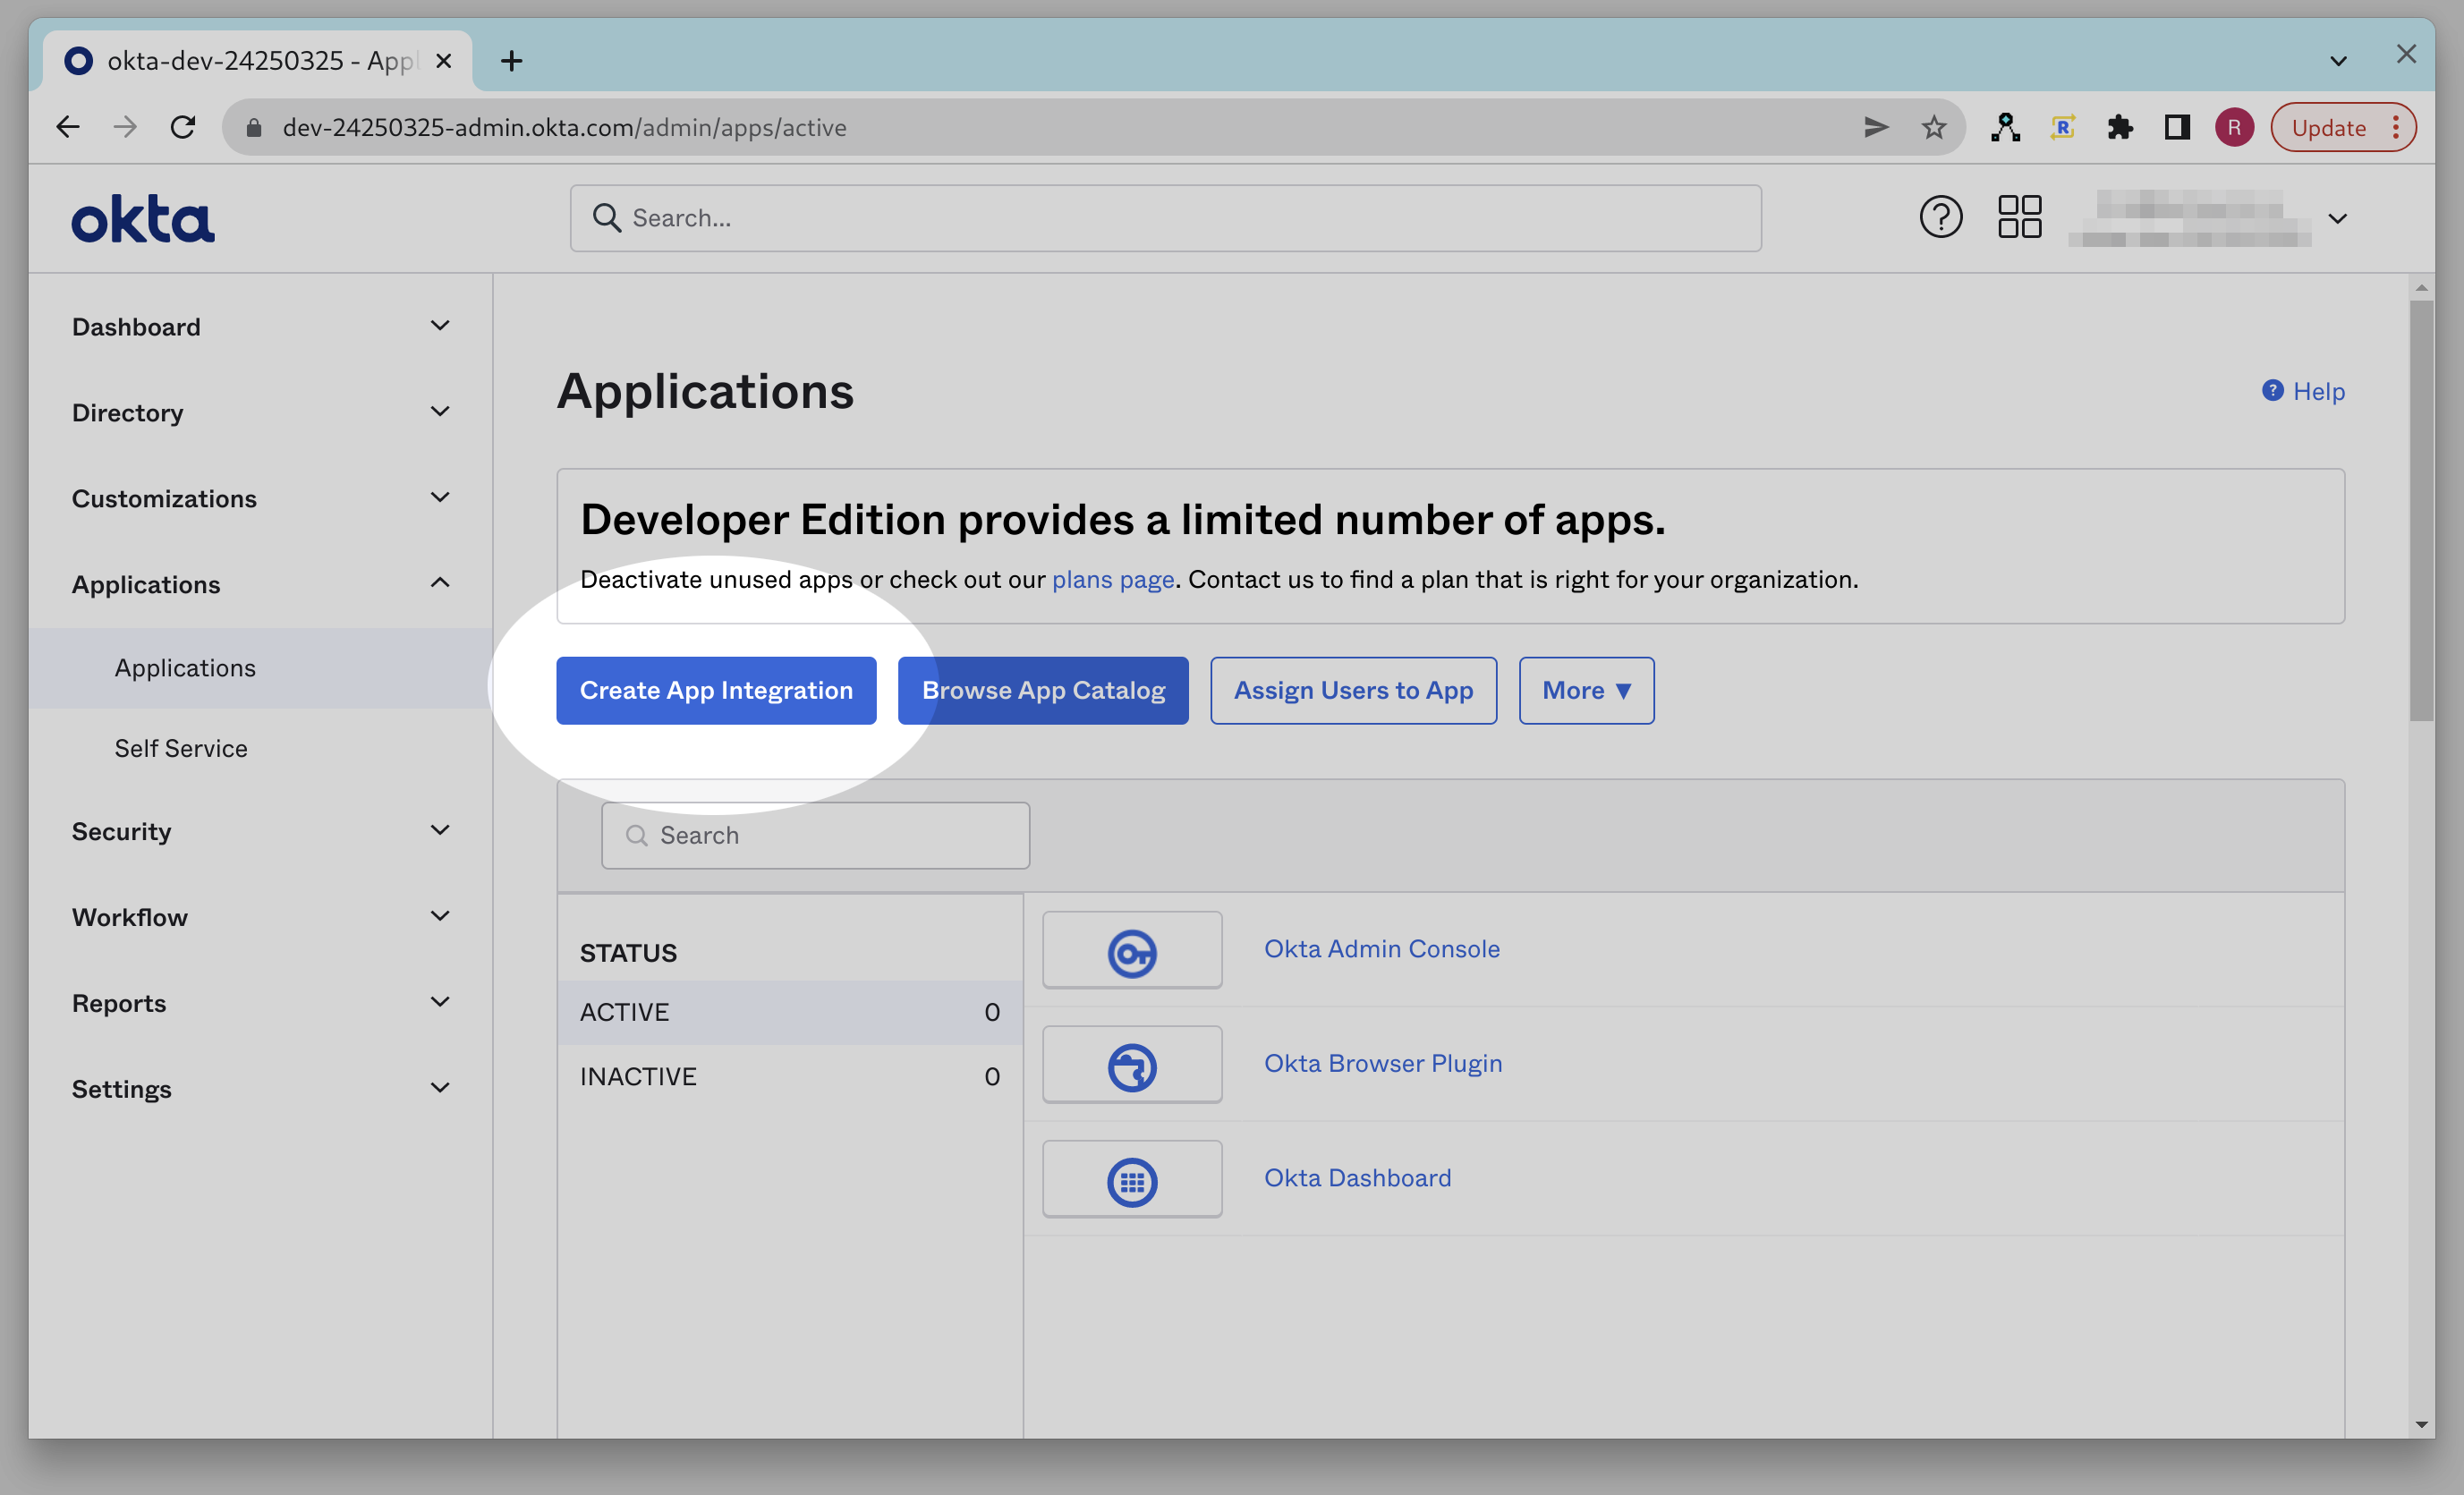 okta-dev-24250325 - App
dev-24250325-admin.okta.com/admin/apps/active
R
R
Update
okta
Search...
Dashboard
Directory
Customizations
Applications
Applications
Self Service
Security
Workflow
Reports
Settings
Applications
Help
Developer Edition provides a limited number of apps.
Deactivate unused apps or check out our plans page. Contact us to find a plan that is right for your organization.
Create App Integration
Browse App Catalog
Assign Users to App
More ▼
Search
STATUS
ACTIVE 0
INACTIVE 0
Okta Admin Console
Okta Browser Plugin
Okta Dashboard